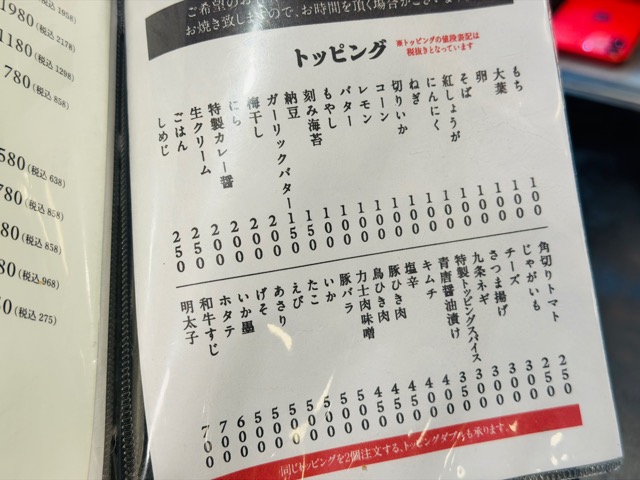 1980(税込 2178)
1180(税込 1298)
780(税込 858)
580(税込 638)
780(税込 858)
80(税込 858)
80(税込 968)
50(税込 275)
お焼き致しますので、お時間を頂く場合がござい
トッピング
※トッピングの値段表記は
税抜きとなっています
もち 100
大葉 100
卵 100
そば 100
紅しょうが 100
にんにく 100
ねぎ 100
切りいか 100
コーン 100
レモン 100
バター 100
もやし 100
刻み海苔 100
納豆 150
ガーリックバター 150
梅干し 200
にら 200
特製カレー醤 200
生クリーム 200
ごはん 250
しめじ 250
角切りトマト 250
じゃがいも 250
チーズ 300
さつま揚げ 300
九条ネギ 300
特製トッピングスパイス 350
青唐醤油漬け 400
キムチ 400
塩辛 400
豚ひき肉 450
鳥ひき肉 450
力士肉味噌 500
豚バラ 500
いか 500
たこ 500
えび 500
あさり 500
げそ 500
いか墨 600
ホタテ 700
和牛すじ 700
明太子
同じトッピングを2個注文する、トッピングダブルも承ります。